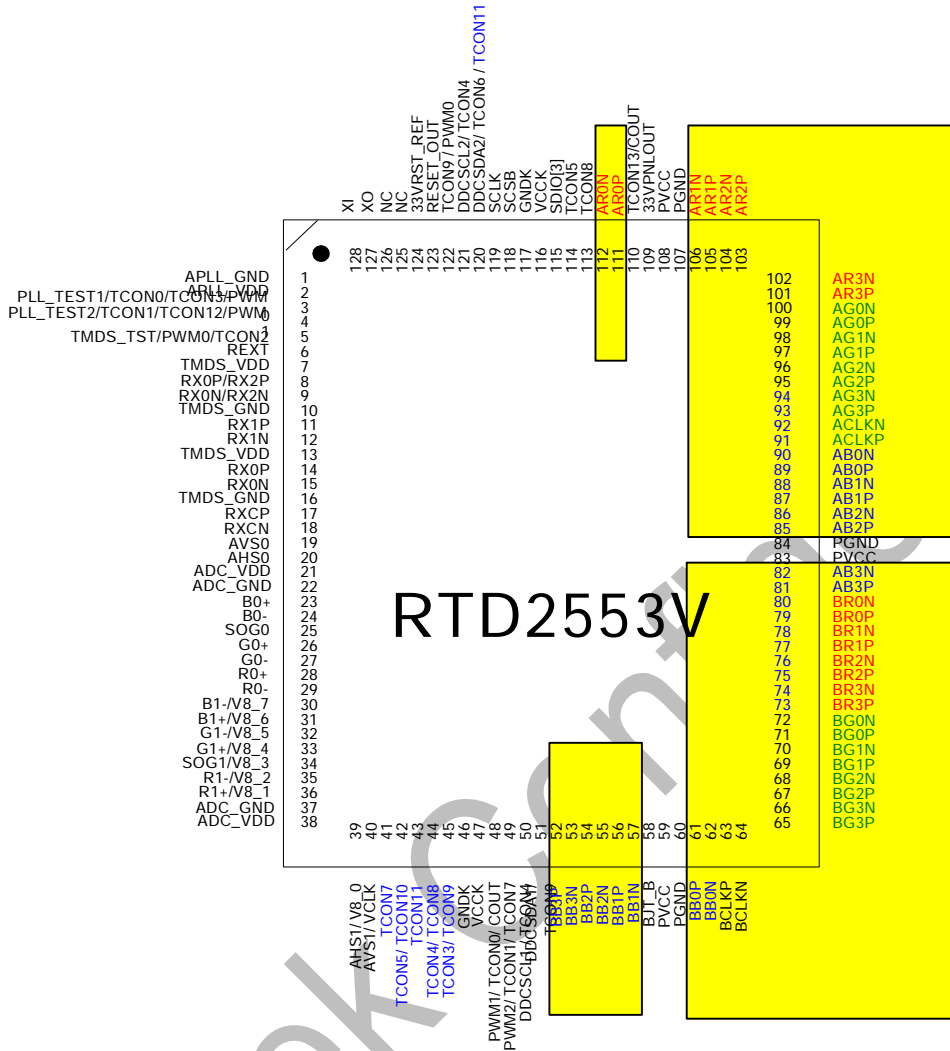 XI
XO
NC
NC
33VRST_REF
RESET_OUT
TCON9 / PWM0
DDCSCL2/ TCON4
DDCSDA2/ TCON6 / TCON11
SCLK
SCSB
GNDK
VCCK
SDIO[3]
TCON5
TCON8
AR0N
AR0P
TCON13/COUT
33VPNLOUT
PVCC
PGND
AR1N
AR1P
AR2N
AR2P
128
127
126
125
124
123
122
121
120
119
118
117
116
115
114
113
112
111
110
109
108
107
106
105
104
103
APLL_GND 1
APLL_VDD 2
PLL_TEST1/TCON0/TCON3/PWM
0 3
PLL_TEST2/TCON1/TCON12/PWM
1 4
TMDS_TST/PWM0/TCON2 5
REXT 6
TMDS_VDD 7
RX0P/RX2P 8
RX0N/RX2N 9
TMDS_GND 10
RX1P 11
RX1N 12
TMDS_VDD 13
RX0P 14
RX0N 15
TMDS_GND 16
RXCP 17
RXCN 18
AVS0 19
AHS0 20
ADC_VDD 21
ADC_GND 22
B0+ 23
B0- 24
SOG0 25
G0+ 26
G0- 27
R0+ 28
R0- 29
B1-/V8_7 30
B1+/V8_6 31
G1-/V8_5 32
G1+/V8_4 33
SOG1/V8_3 34
R1-/V8_2 35
R1+/V8_1 36
ADC_GND 37
ADC_VDD 38
RTD2553V
102 AR3N
101 AR3P
100 AG0N
99 AG0P
98 AG1N
97 AG1P
96 AG2N
95 AG2P
94 AG3N
93 AG3P
92 ACLKN
91 ACLKP
90 AB0N
89 AB0P
88 AB1N
87 AB1P
86 AB2N
85 AB2P
84 PGND
83 PVCC
82 AB3N
81 AB3P
80 BR0N
79 BR0P
78 BR1N
77 BR1P
76 BR2N
75 BR2P
74 BR3N
73 BR3P
72 BG0N
71 BG0P
70 BG1N
69 BG1P
68 BG2N
67 BG2P
66 BG3N
65 BG3P
39
40
41
42
43
44
45
46
47
48
49
50
51
52
53
54
55
56
57
58
59
60
61
62
63
64
AHS1/ V8_0
AVS1/ VCLK
TCON7
TCON5/ TCON10
TCON11
TCON4/ TCON8
TCON3/ TCON9
GNDK
VCCK
PWM1/ TCON0/ COUT
PWM2/ TCON1/ TCON7
BB3N
BB2P
BB2N
BB1P
BB1N
BJT_B
PVCC
PGND
BB0P
BB0N
BCLKP
BCLKN